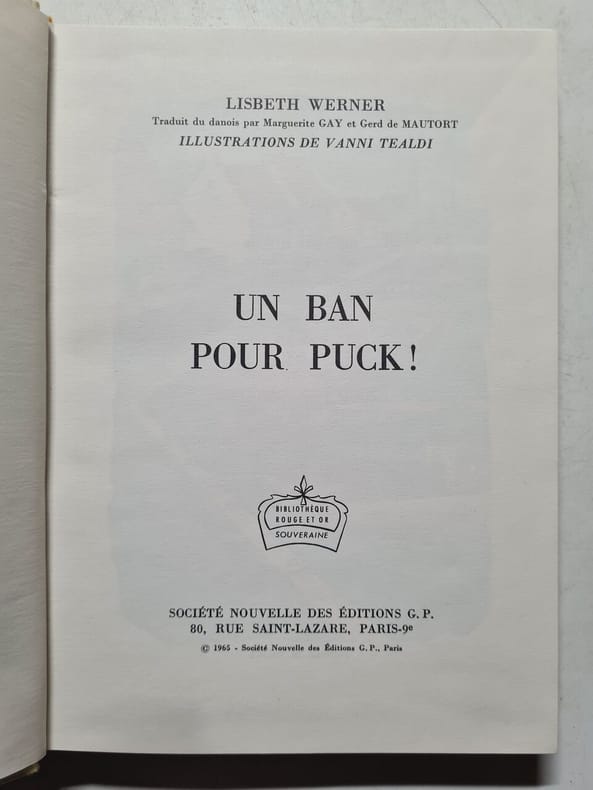 LISBETH WERNER
Traduit du danois par Marguerite GAY et Gerd de MAUTORT
ILLUSTRATIONS DE VANNI TEALDI
UN BAN
POUR PUCK !
BIBLIOTHÈQUE
ROUGE ET OR
SOUVERAINE
SOCIÉTÉ NOUVELLE DES ÉDITIONS G. P.
80, RUE SAINT-LAZARE, PARIS-9e
© 1965 - Société Nouvelle des Éditions G. P., Paris